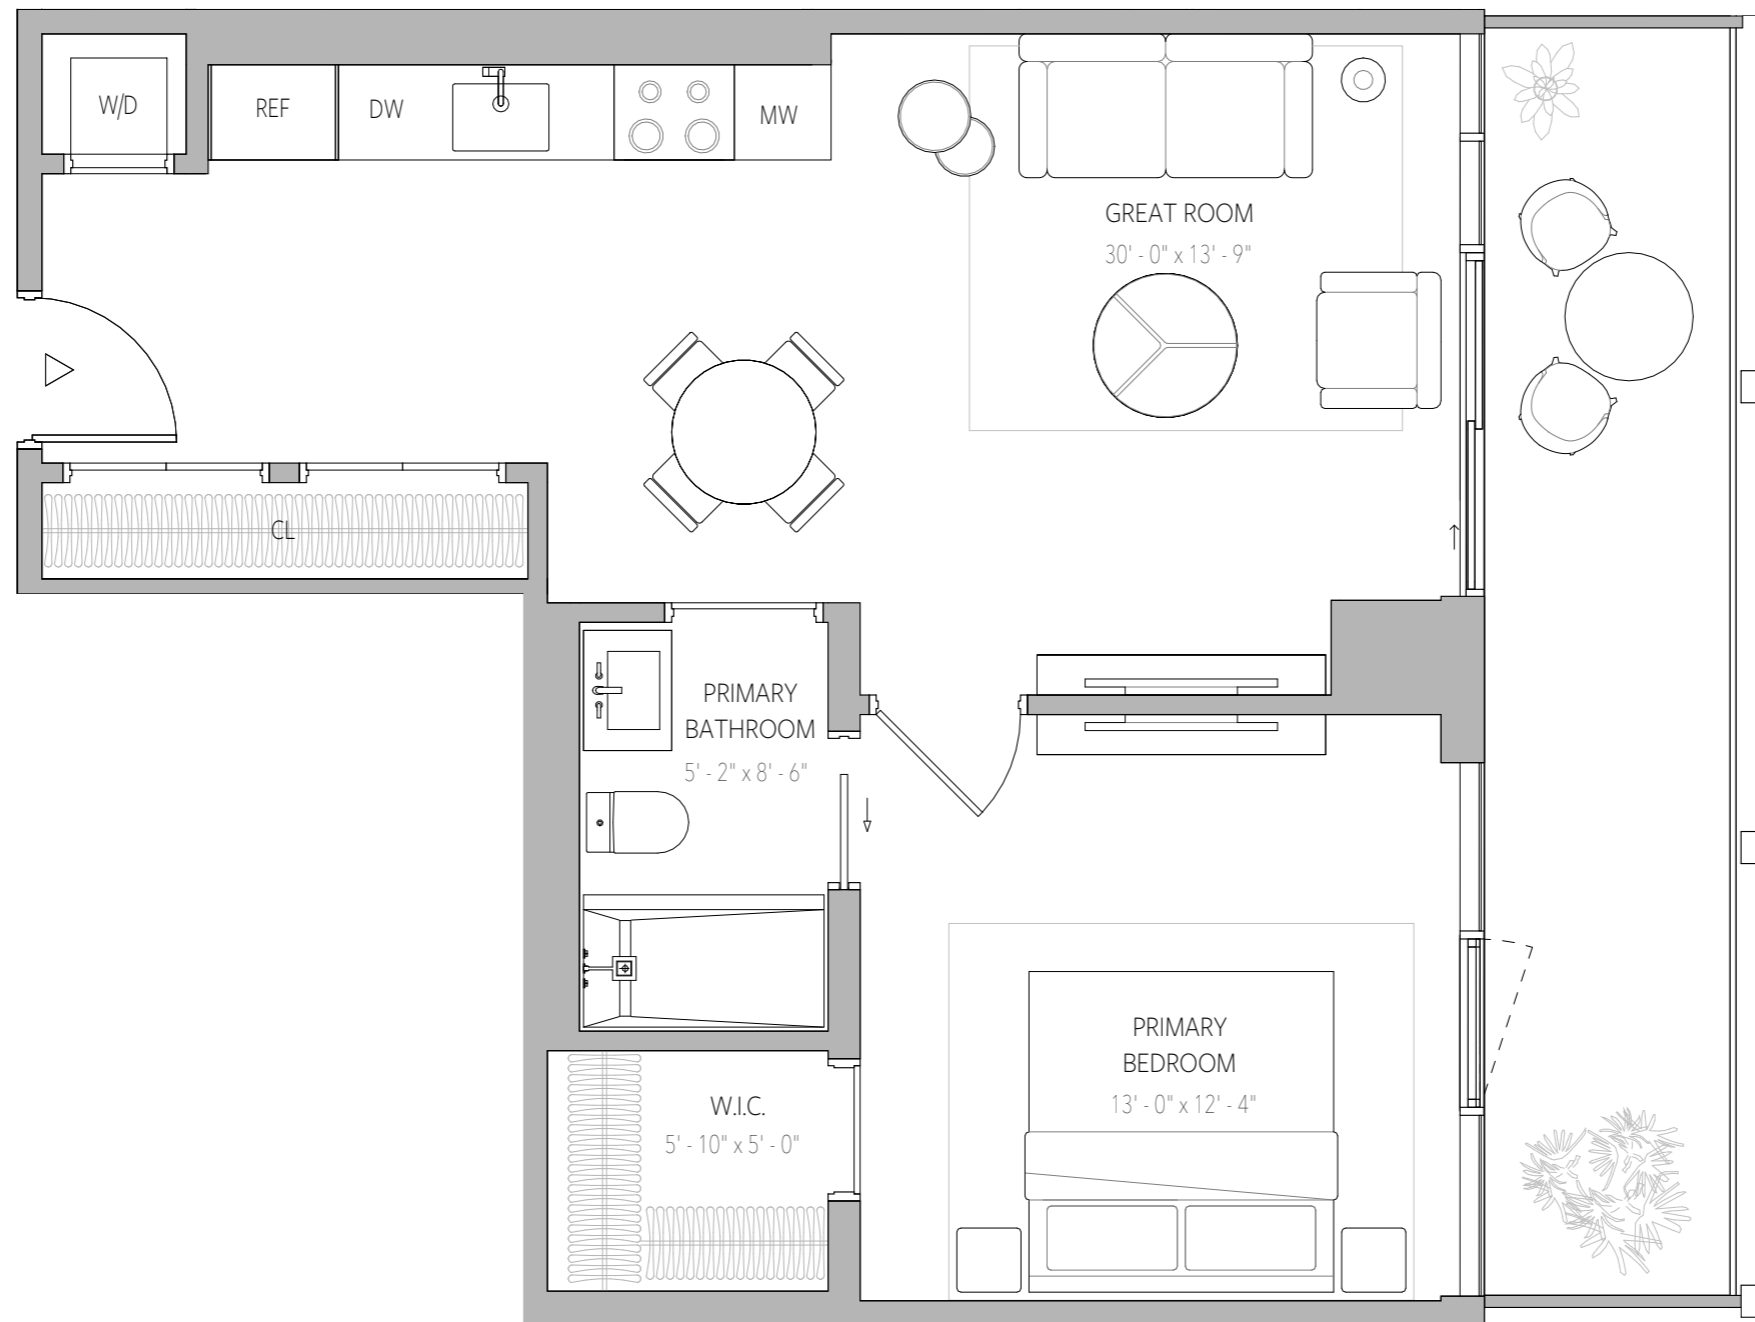 W/D
REF
DW
MW
GREAT ROOM
30' - 0" x 13' - 9"
CL
PRIMARY
BATHROOM
5' - 2" x 8' - 6"
PRIMARY
BEDROOM
13' - 0" x 12' - 4"
W.I.C.
5' - 10" x 5' - 0"